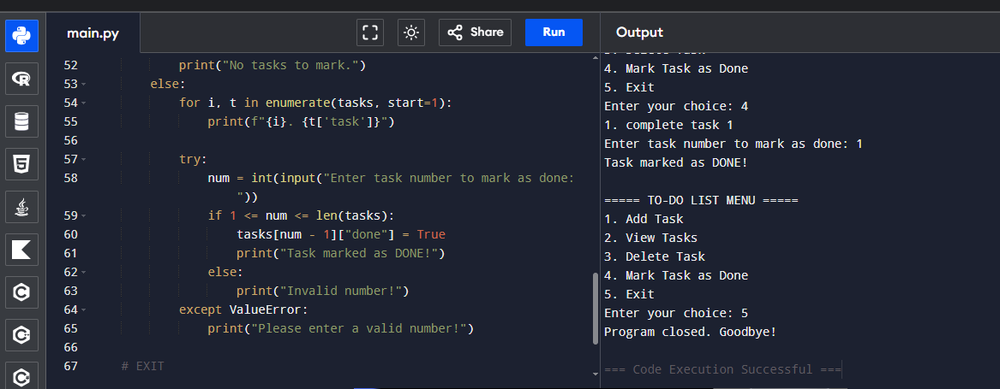 main.py
Share
Run
Output
52 print("No tasks to mark.")
53 else:
54 for i, t in enumerate(tasks, start=1):
55 print(f"{i}. {t['task']}")
56
57 try:
58 num = int(input("Enter task number to mark as done:
"))
59 if 1 <= num <= len(tasks):
60 tasks[num - 1]["done"] = True
61 print("Task marked as DONE!")
62 else:
63 print("Invalid number!")
64 except ValueError:
65 print("Please enter a valid number!")
66
67 # EXIT
3. Delete Task
4. Mark Task as Done
5. Exit
Enter your choice: 4
1. complete task 1
Enter task number to mark as done: 1
Task marked as DONE!
===== TO-DO LIST MENU =====
1. Add Task
2. View Tasks
3. Delete Task
4. Mark Task as Done
5. Exit
Enter your choice: 5
Program closed. Goodbye!
=== Code Execution Successful ===